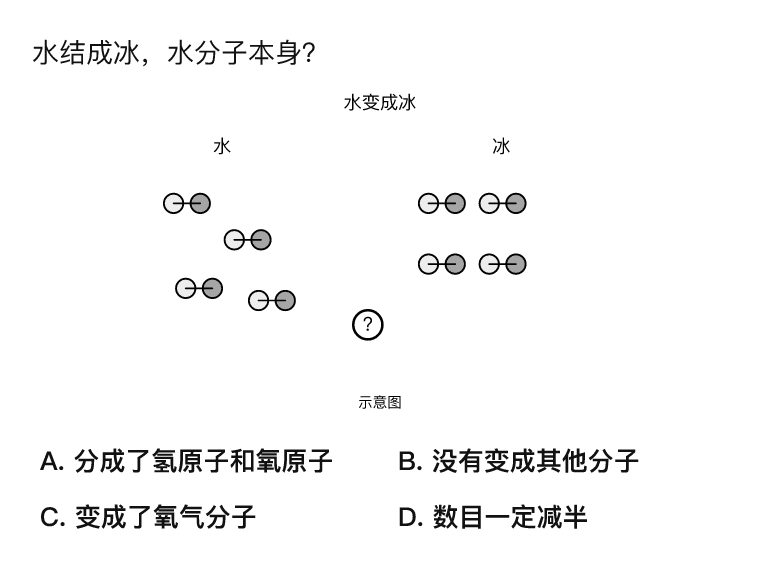 水结成冰，水分子本身？
水变成冰
水 冰
?
示意图
A. 分成了氢原子和氧原子 B. 没有变成其他分子
C. 变成了氧气分子 D. 数目一定减半